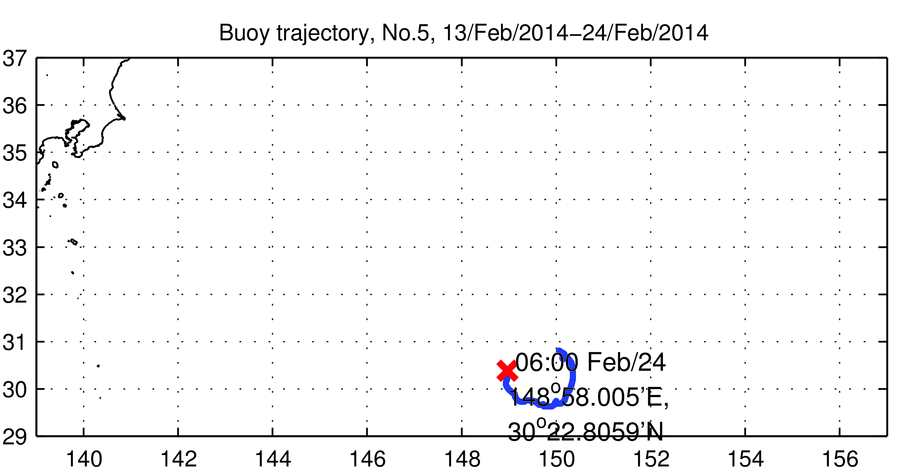 Buoy trajectory, No.5, 13/Feb/2014−24/Feb/2014
37
36
35
34
33
32
31
30
29
06:00 Feb/24
148°58.005'E,
30°22.8059'N
140 142 144 146 148 150 152 154 156